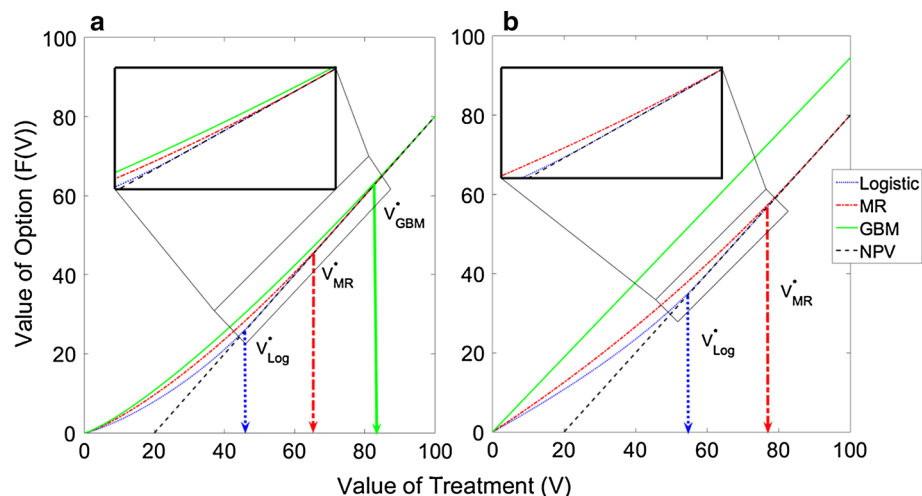 a
b
100
80
60
40
20
0
0
20
40
60
80
100
Value of Option (F(V))
V*GBM
V*MR
V*Log
100
80
60
40
20
0
0
20
40
60
80
100
V*MR
V*Log
Logistic
MR
GBM
NPV
Value of Treatment (V)